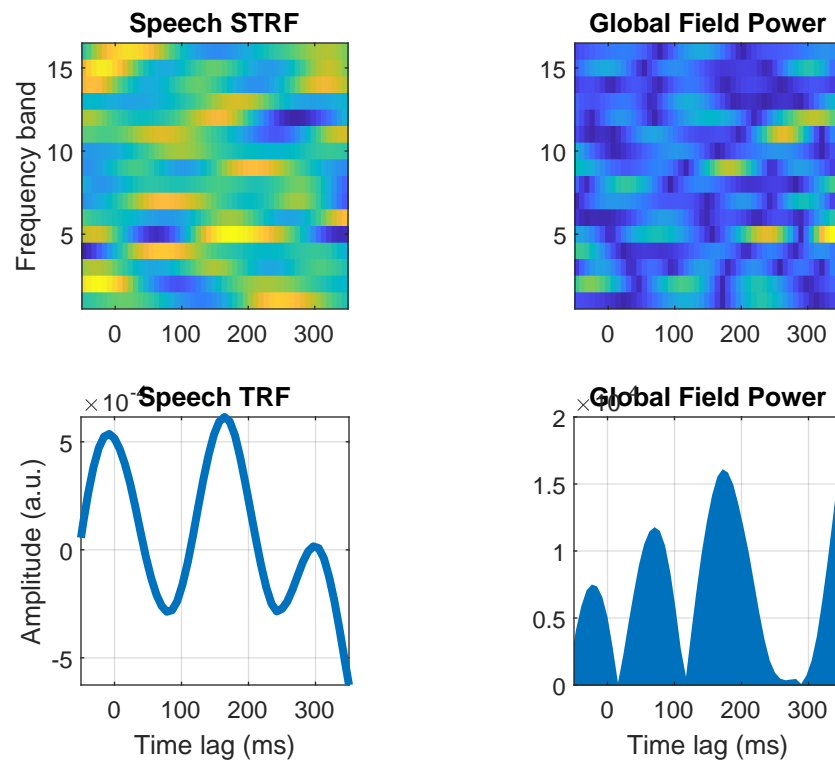 Speech STRF
Global Field Power
Frequency band
15
10
5
0 100 200 300
15
10
5
0 100 200 300
× 10⁻⁴
Speech TRF
Global Field Power
Amplitude (a.u.)
5
0
-5
0 100 200 300
Time lag (ms)
2
1.5
1
0.5
0
0 100 200 300
Time lag (ms)